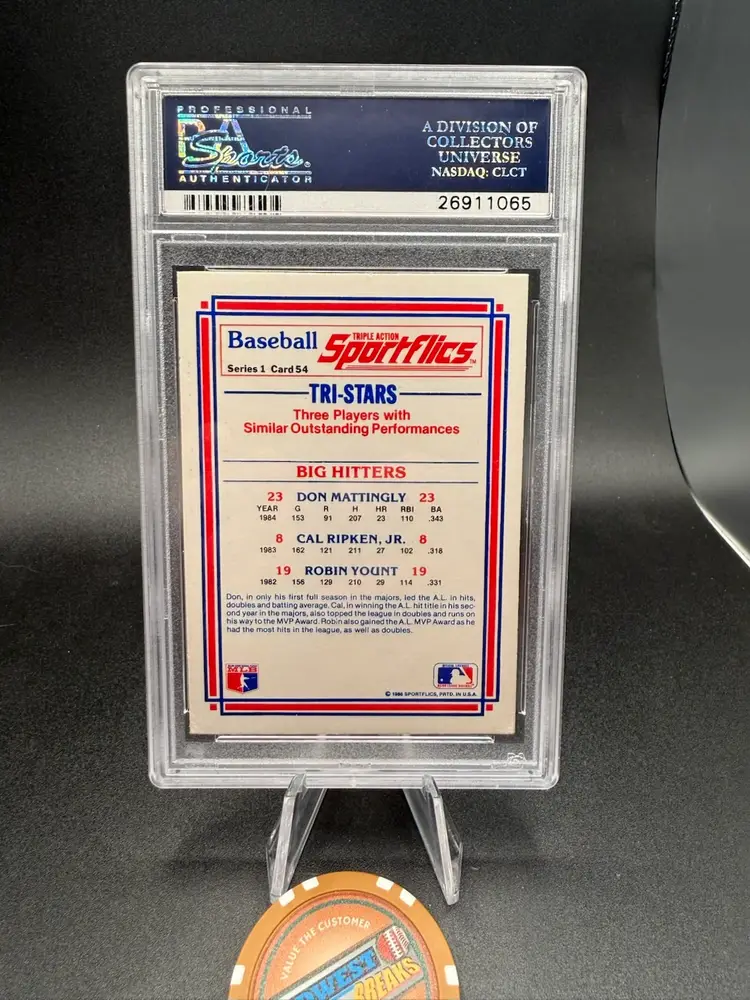 PROFESSIONAL
PSA
Sports
AUTHENTICATOR
A DIVISION OF
COLLECTORS
UNIVERSE
NASDAQ: CLCT
26911065
Baseball
TRIPLE ACTION
Sportflics™
Series 1 Card 54
TRI-STARS
Three Players with
Similar Outstanding Performances
BIG HITTERS
23 DON MATTINGLY 23
YEAR G R H HR RBI BA
1984 153 91 207 23 110 .343
8 CAL RIPKEN, JR. 8
1983 162 121 211 27 102 .318
19 ROBIN YOUNT 19
1982 156 129 210 29 114 .331
Don, in only his first full season in the majors, led the A.L. in hits,
doubles and batting average. Cal, in winning the A.L. hit title in his sec-
ond year in the majors, also topped the league in doubles and runs on
his way to the MVP Award. Robin also gained the A.L. MVP Award as he
had the most hits in the league, as well as doubles.
© 1986 SPORTFLICS, PRTD. IN U.S.A.
VALUE THE CUSTOMER
BREAKS